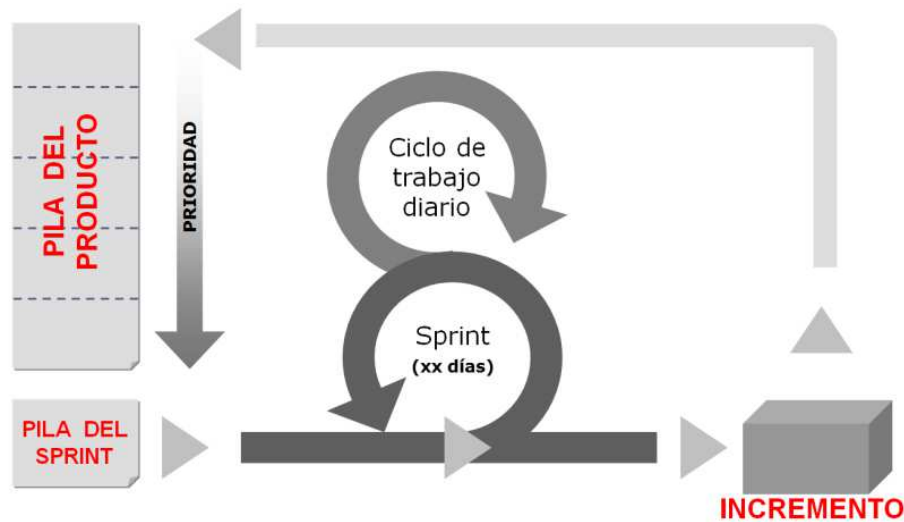 PILA DEL
PRODUCTO
PRIORIDAD
Ciclo de
trabajo
diario
Sprint
(xx días)
PILA DEL
SPRINT
INCREMENTO